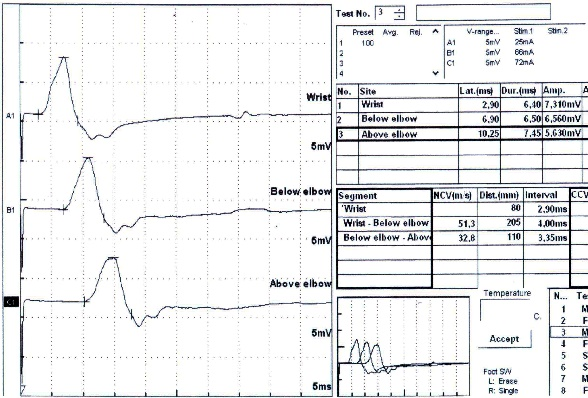 Test No. 3
Preset Avg. Rej.
1 100
2
3
4
V-range... Stim.1 Stim.2
A1 5mV 25mA
B1 5mV 66mA
C1 5mV 72mA
No. Site Lat.(ms) Dur.(ms) Amp. A
1 Wrist 2,90 6,40 7,310mV
2 Below elbow 6,90 6,50 6,560mV
3 Above elbow 10,25 7,45 5,630mV
A1
Wrist
5mV
B1
Below elbow
5mV
C1
Above elbow
5mV
5ms
Segment NCV(m/s) Dist.(mm) Interval CCV
'Wrist 80 2,90ms
Wrist - Below elbow 51,3 205 4,00ms
Below elbow - Above 32,8 110 3,35ms
Temperature
C.
Accept
Foot SW
L: Erase
R: Single
N... Te
1 M
2 F
3 M
4 F
5 S
6 S
7 M
8 F